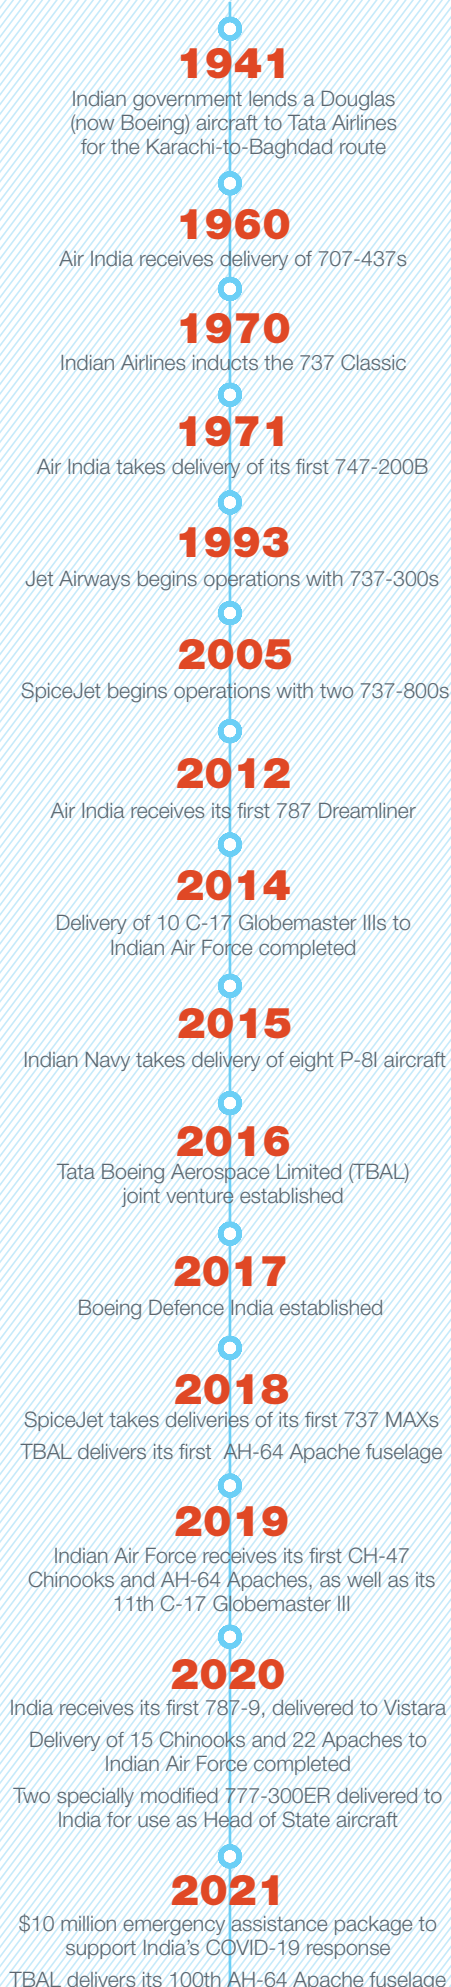 1941
Indian government lends a Douglas
(now Boeing) aircraft to Tata Airlines
for the Karachi-to-Baghdad route
1960
Air India receives delivery of 707-437s
1970
Indian Airlines inducts the 737 Classic
1971
Air India takes delivery of its first 747-200B
1993
Jet Airways begins operations with 737-300s
2005
SpiceJet begins operations with two 737-800s
2012
Air India receives its first 787 Dreamliner
2014
Delivery of 10 C-17 Globemaster IIIs to
Indian Air Force completed
2015
Indian Navy takes delivery of eight P-8I aircraft
2016
Tata Boeing Aerospace Limited (TBAL)
joint venture established
2017
Boeing Defence India established
2018
SpiceJet takes deliveries of its first 737 MAXs
TBAL delivers its first AH-64 Apache fuselage
2019
Indian Air Force receives its first CH-47
Chinooks and AH-64 Apaches, as well as its
11th C-17 Globemaster III
2020
India receives its first 787-9, delivered to Vistara
Delivery of 15 Chinooks and 22 Apaches to
Indian Air Force completed
Two specially modified 777-300ER delivered to
India for use as Head of State aircraft
2021
$10 million emergency assistance package to
support India's COVID-19 response
TBAL delivers its 100th AH-64 Apache fuselage